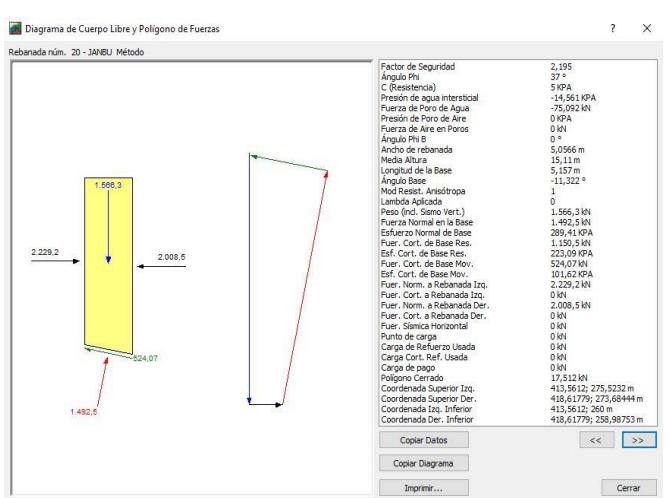 Diagrama de Cuerpo Libre y Polígono de Fuerzas
Rebanada núm. 20 - JANBU Método
1.566,3
2.229,2
2.008,5
524,07
1.492,5
Factor de Seguridad 2,195
Ángulo Phi 37 °
C (Resistencia) 5 KPA
Presión de agua intersticial -14,561 KPA
Fuerza de Poro de Agua -75,092 kN
Presión de Poro de Aire 0 KPA
Fuerza de Aire en Poros 0 kN
Ángulo Phi B 0 °
Ancho de rebanada 5,0566 m
Media Altura 15,11 m
Longitud de la Base 5,157 m
Ángulo Base -11,322 °
Mod Resist. Anisótropa 1
Lambda Aplicada 0
Peso (ind. Sismo Vert.) 1.566,3 kN
Fuerza Normal en la Base 1.492,5 kN
Esfuerzo Normal de Base 289,41 KPA
Fuer. Cort. de Base Res. 1.150,5 kN
Esf. Cort. de Base Res. 223,09 KPA
Fuer. Cort. de Base Mov. 524,07 kN
Esf. Cort. de Base Mov. 101,62 KPA
Fuer. Norm. a Rebanada Izq. 2.229,2 kN
Fuer. Cort. a Rebanada Izq. 0 kN
Fuer. Norm. a Rebanada Der. 2.008,5 kN
Fuer. Cort. a Rebanada Der. 0 kN
Fuer. Sísmica Horizontal 0 kN
Punto de carga 0 kN
Carga de Refuerzo Usada 0 kN
Carga Cort. Ref. Usada 0 kN
Carga de pago 0 kN
Polígono Cerrado 17,512 kN
Coordenada Superior Izq. 413,5612; 275,5232 m
Coordenada Superior Der. 418,61779; 273,68444 m
Coordenada Izq. Inferior 413,5612; 260 m
Coordenada Der. Inferior 418,61779; 258,98753 m
Copiar Datos << >>
Copiar Diagrama
Imprimir... Cerrar